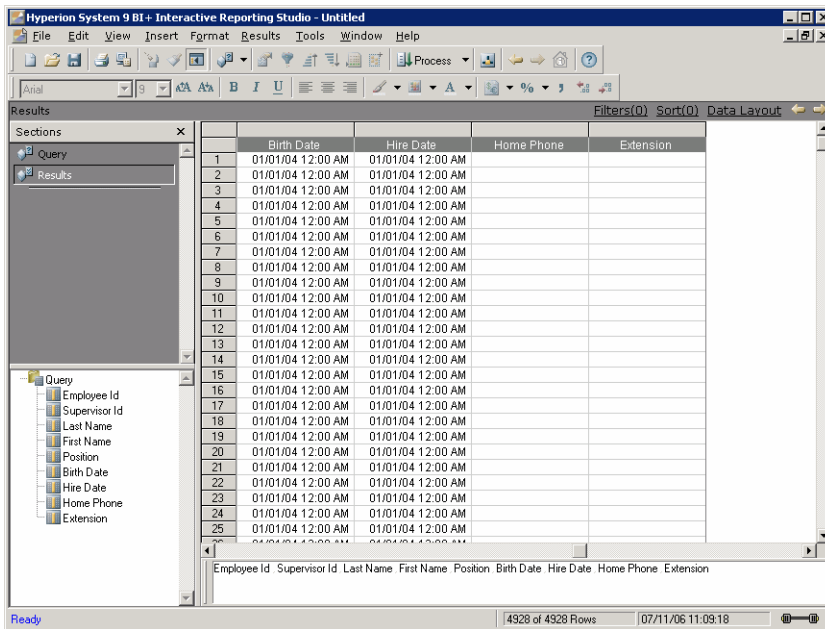 Hyperion System 9 BI+ Interactive Reporting Studio - Untitled
File Edit View Insert Format Results Tools Window Help
Process
Arial 9 B I U A % 9
Results Filters(0) Sort(0) Data Layout
Sections
Query
Results
Birth Date Hire Date Home Phone Extension
1 01/01/04 12:00 AM 01/01/04 12:00 AM
2 01/01/04 12:00 AM 01/01/04 12:00 AM
3 01/01/04 12:00 AM 01/01/04 12:00 AM
4 01/01/04 12:00 AM 01/01/04 12:00 AM
5 01/01/04 12:00 AM 01/01/04 12:00 AM
6 01/01/04 12:00 AM 01/01/04 12:00 AM
7 01/01/04 12:00 AM 01/01/04 12:00 AM
8 01/01/04 12:00 AM 01/01/04 12:00 AM
9 01/01/04 12:00 AM 01/01/04 12:00 AM
10 01/01/04 12:00 AM 01/01/04 12:00 AM
11 01/01/04 12:00 AM 01/01/04 12:00 AM
12 01/01/04 12:00 AM 01/01/04 12:00 AM
13 01/01/04 12:00 AM 01/01/04 12:00 AM
14 01/01/04 12:00 AM 01/01/04 12:00 AM
15 01/01/04 12:00 AM 01/01/04 12:00 AM
16 01/01/04 12:00 AM 01/01/04 12:00 AM
17 01/01/04 12:00 AM 01/01/04 12:00 AM
18 01/01/04 12:00 AM 01/01/04 12:00 AM
19 01/01/04 12:00 AM 01/01/04 12:00 AM
20 01/01/04 12:00 AM 01/01/04 12:00 AM
21 01/01/04 12:00 AM 01/01/04 12:00 AM
22 01/01/04 12:00 AM 01/01/04 12:00 AM
23 01/01/04 12:00 AM 01/01/04 12:00 AM
24 01/01/04 12:00 AM 01/01/04 12:00 AM
25 01/01/04 12:00 AM 01/01/04 12:00 AM
Query
Employee Id
Supervisor Id
Last Name
First Name
Position
Birth Date
Hire Date
Home Phone
Extension
Employee Id Supervisor Id Last Name First Name Position Birth Date Hire Date Home Phone Extension
Ready 4928 of 4928 Rows 07/11/06 11:09:18